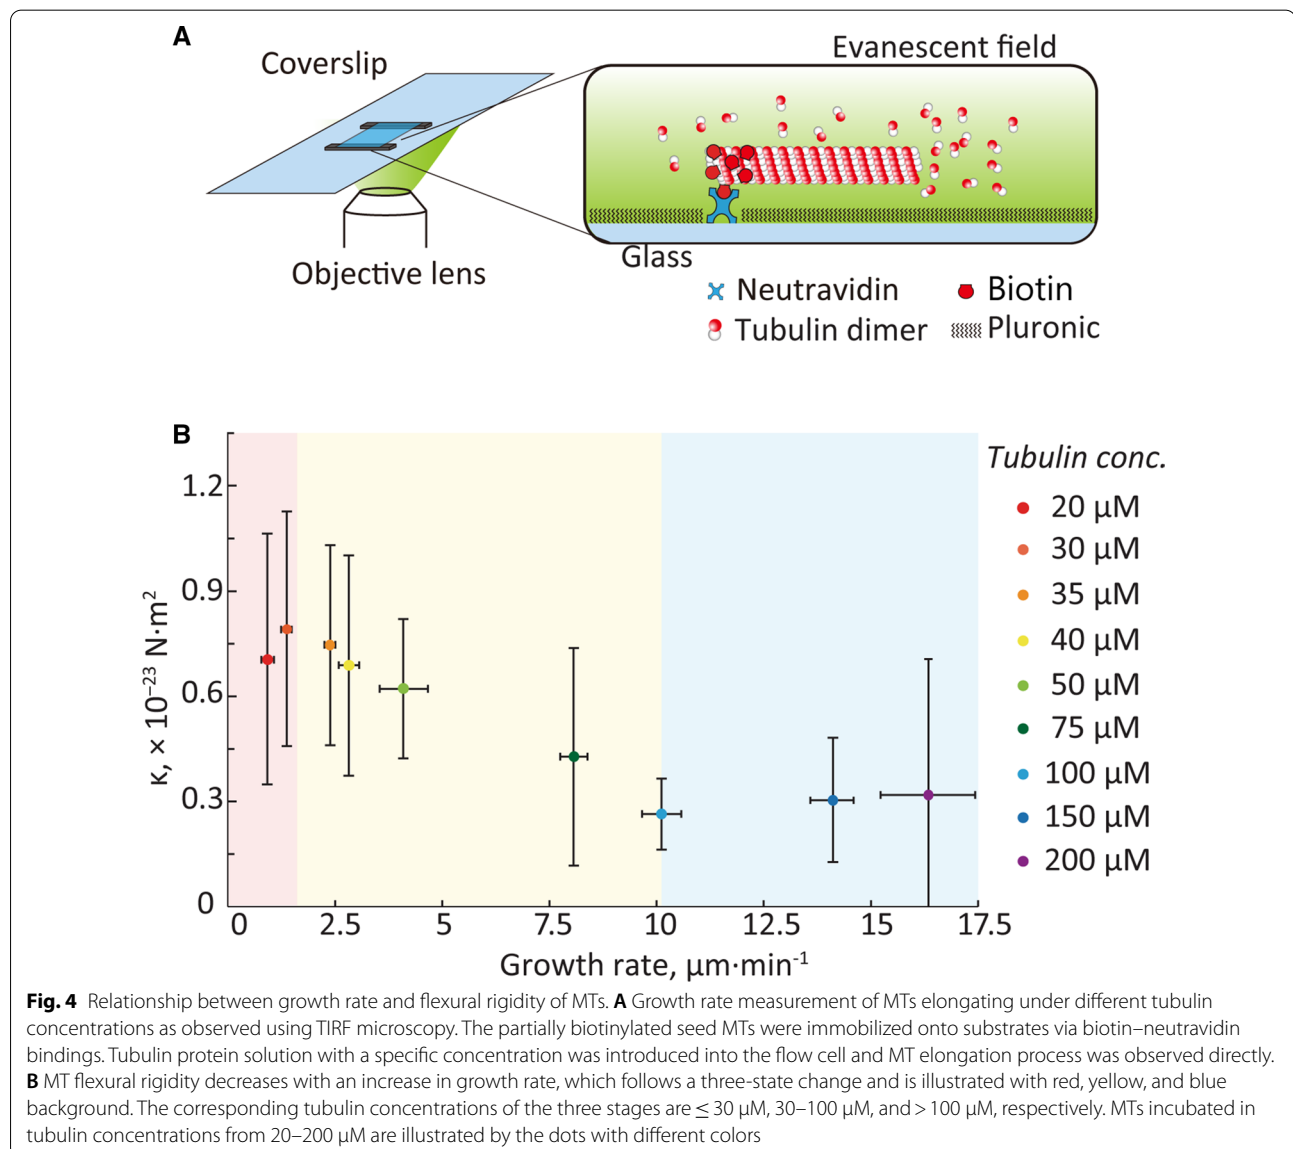 A
Coverslip
Evanescent field
Objective lens
Glass
Neutravidin
Biotin
Tubulin dimer
Pluronic
B
κ, × 10⁻²³ N·m²
1.2
0.9
0.6
0.3
0
0 2.5 5 7.5 10 12.5 15 17.5
Growth rate, µm·min⁻¹
Tubulin conc.
20 µM
30 µM
35 µM
40 µM
50 µM
75 µM
100 µM
150 µM
200 µM
Fig. 4 Relationship between growth rate and flexural rigidity of MTs. A Growth rate measurement of MTs elongating under different tubulin
concentrations as observed using TIRF microscopy. The partially biotinylated seed MTs were immobilized onto substrates via biotin–neutravidin
bindings. Tubulin protein solution with a specific concentration was introduced into the flow cell and MT elongation process was observed directly.
B MT flexural rigidity decreases with an increase in growth rate, which follows a three-state change and is illustrated with red, yellow, and blue
background. The corresponding tubulin concentrations of the three stages are ≤ 30 µM, 30–100 µM, and > 100 µM, respectively. MTs incubated in
tubulin concentrations from 20–200 µM are illustrated by the dots with different colors